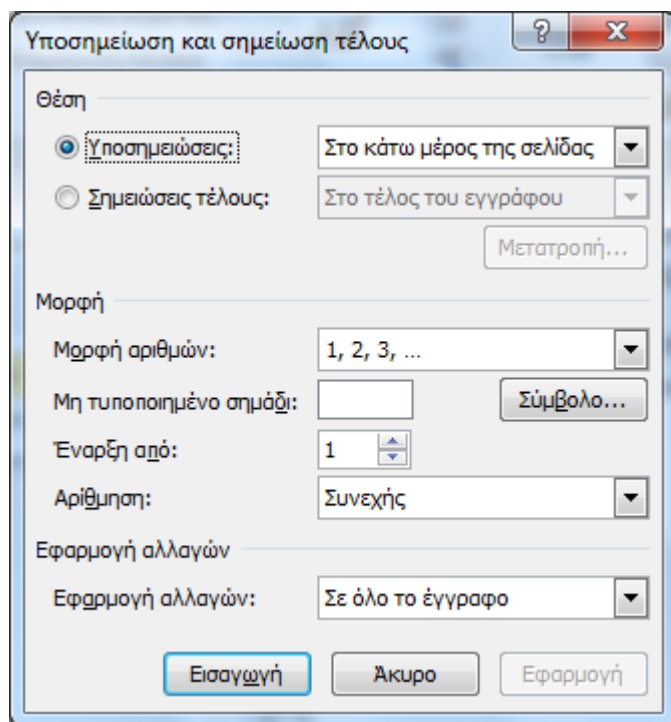 Υποσημείωση και σημείωση τέλους
Θέση
Υποσημειώσεις: Στο κάτω μέρος της σελίδας
Σημειώσεις τέλους: Στο τέλος του εγγράφου
Μετατροπή...
Μορφή
Μορφή αριθμών: 1, 2, 3, ...
Μη τυποποιημένο σημάδι: Σύμβολο...
Έναρξη από: 1
Αρίθμηση: Συνεχής
Εφαρμογή αλλαγών
Εφαρμογή αλλαγών: Σε όλο το έγγραφο
Εισαγωγή Άκυρο Εφαρμογή